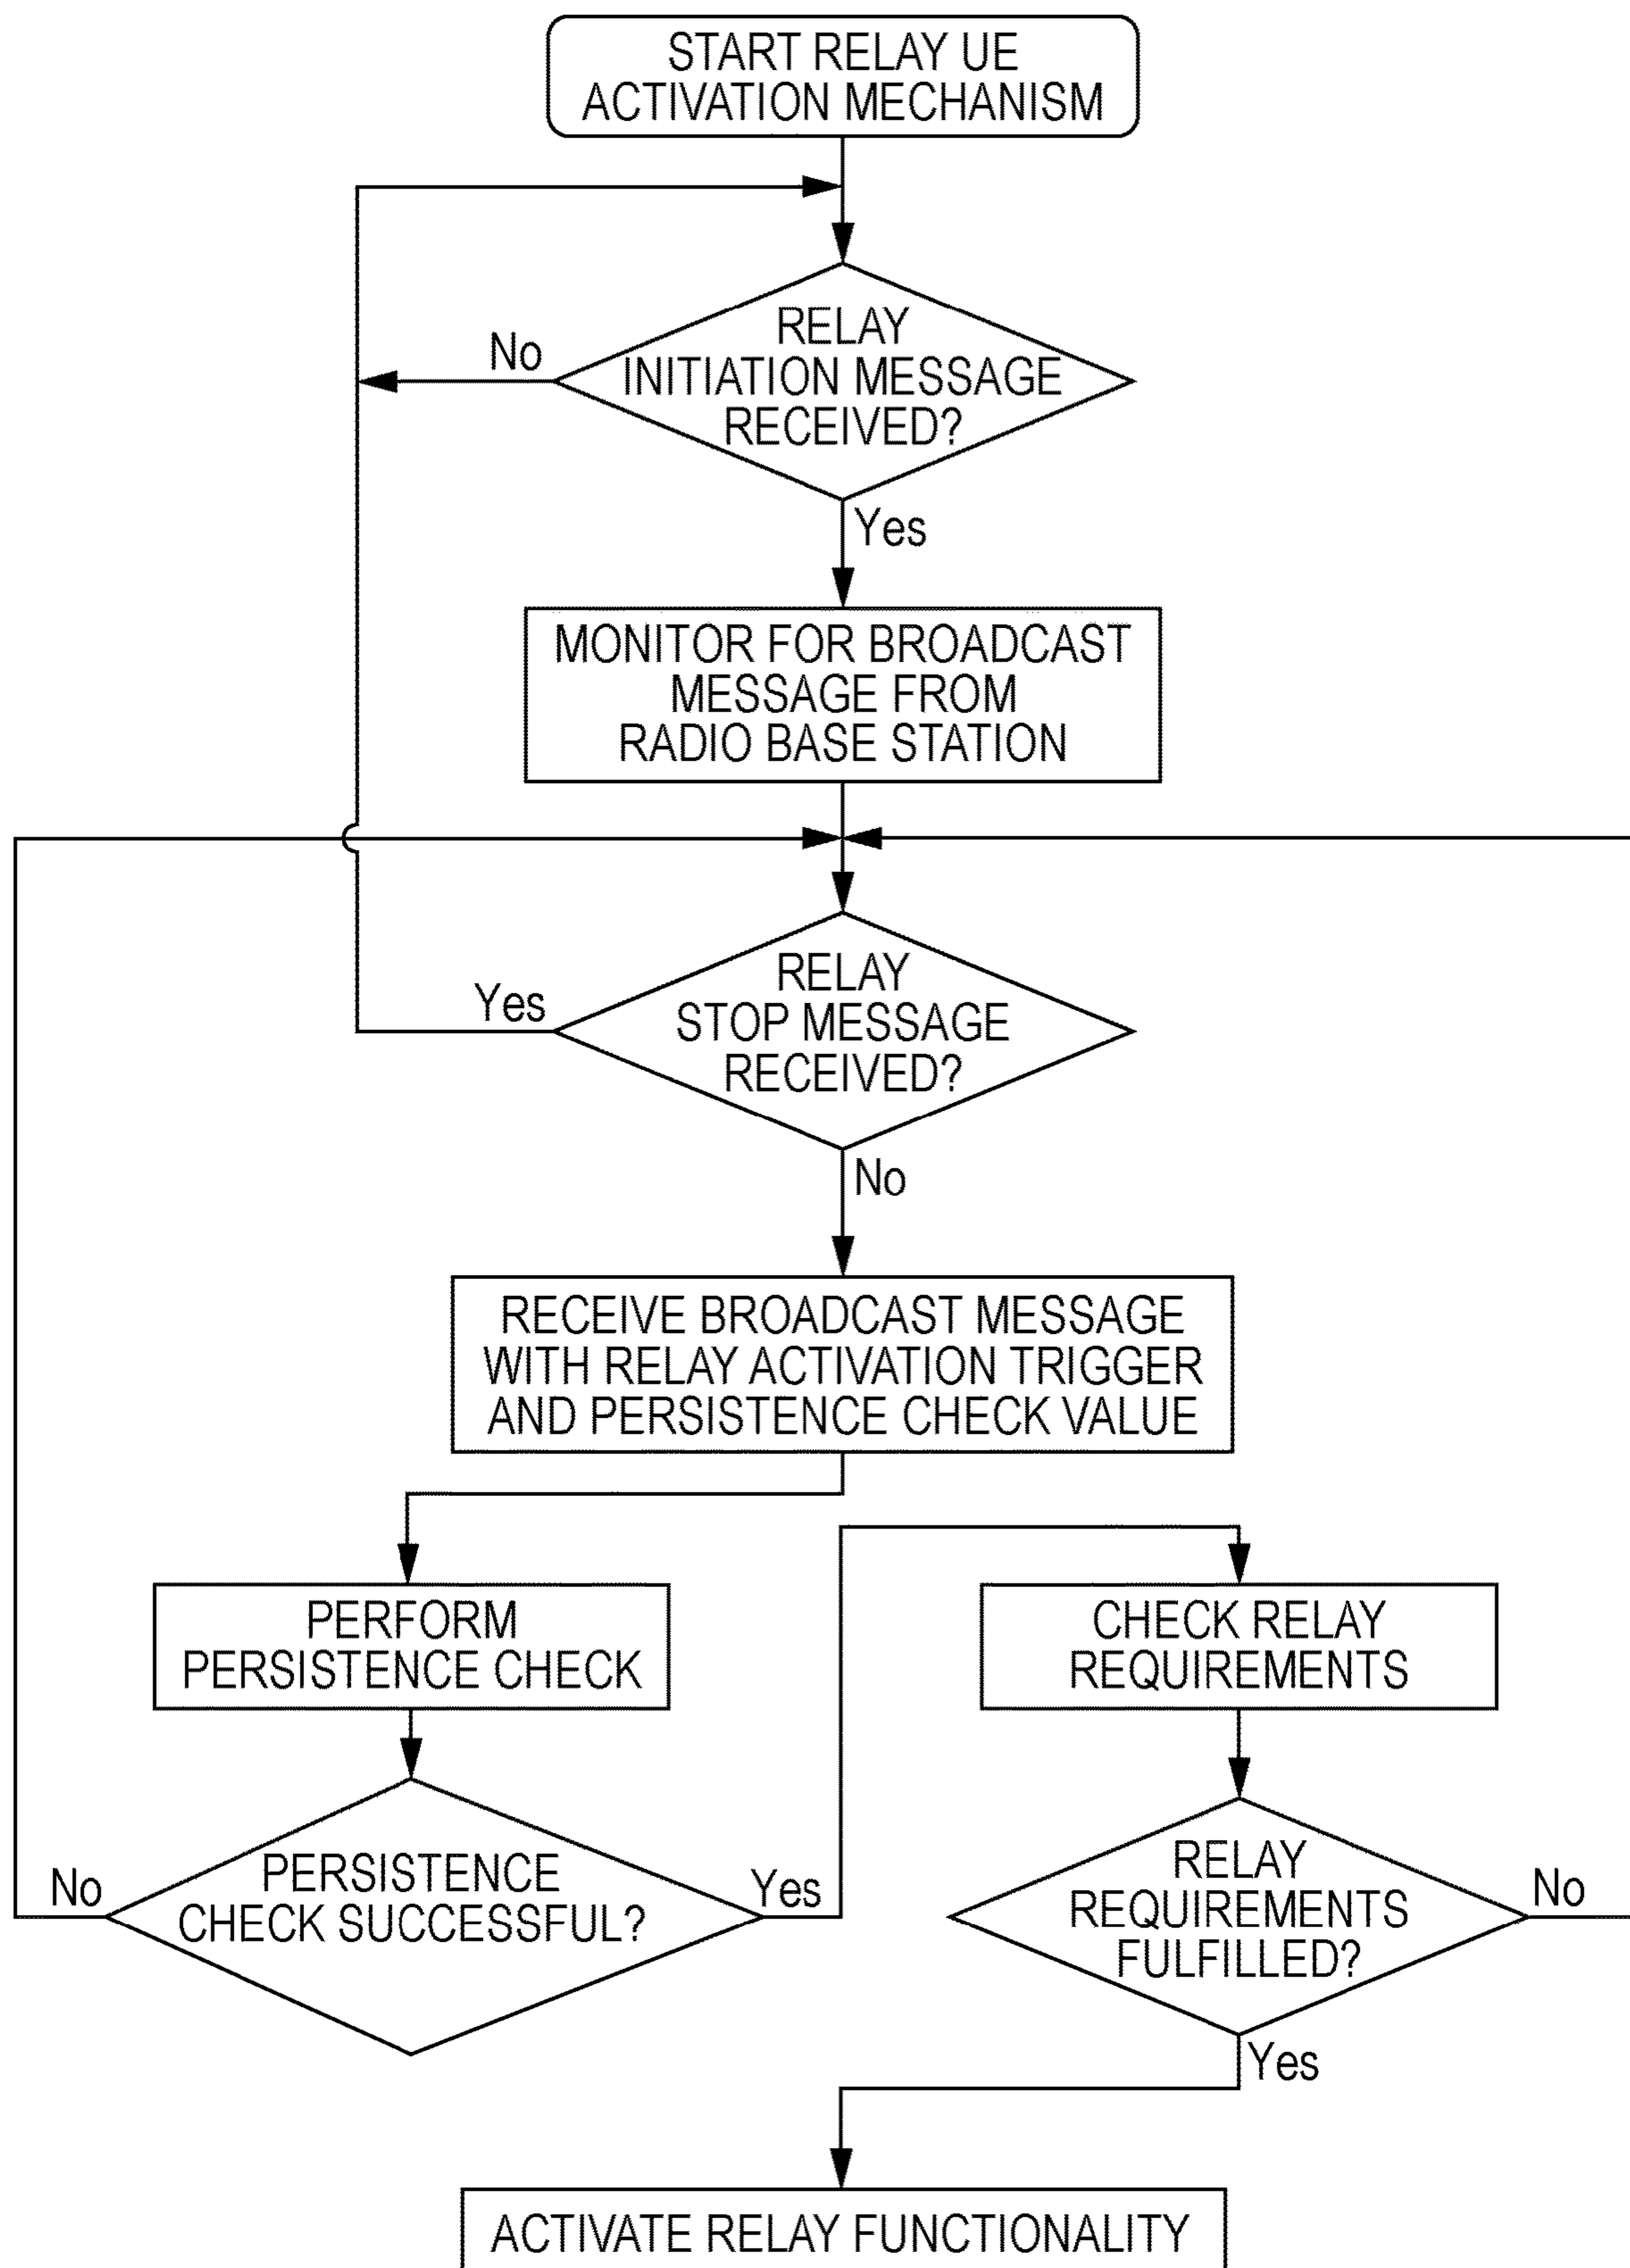 START RELAY UE
ACTIVATION MECHANISM
RELAY
INITIATION MESSAGE
RECEIVED?
No
Yes
MONITOR FOR BROADCAST
MESSAGE FROM
RADIO BASE STATION
RELAY
STOP MESSAGE
RECEIVED?
Yes
No
RECEIVE BROADCAST MESSAGE
WITH RELAY ACTIVATION TRIGGER
AND PERSISTENCE CHECK VALUE
PERFORM
PERSISTENCE CHECK
PERSISTENCE
CHECK SUCCESSFUL?
No
Yes
CHECK RELAY
REQUIREMENTS
RELAY
REQUIREMENTS
FULFILLED?
No
Yes
ACTIVATE RELAY FUNCTIONALITY